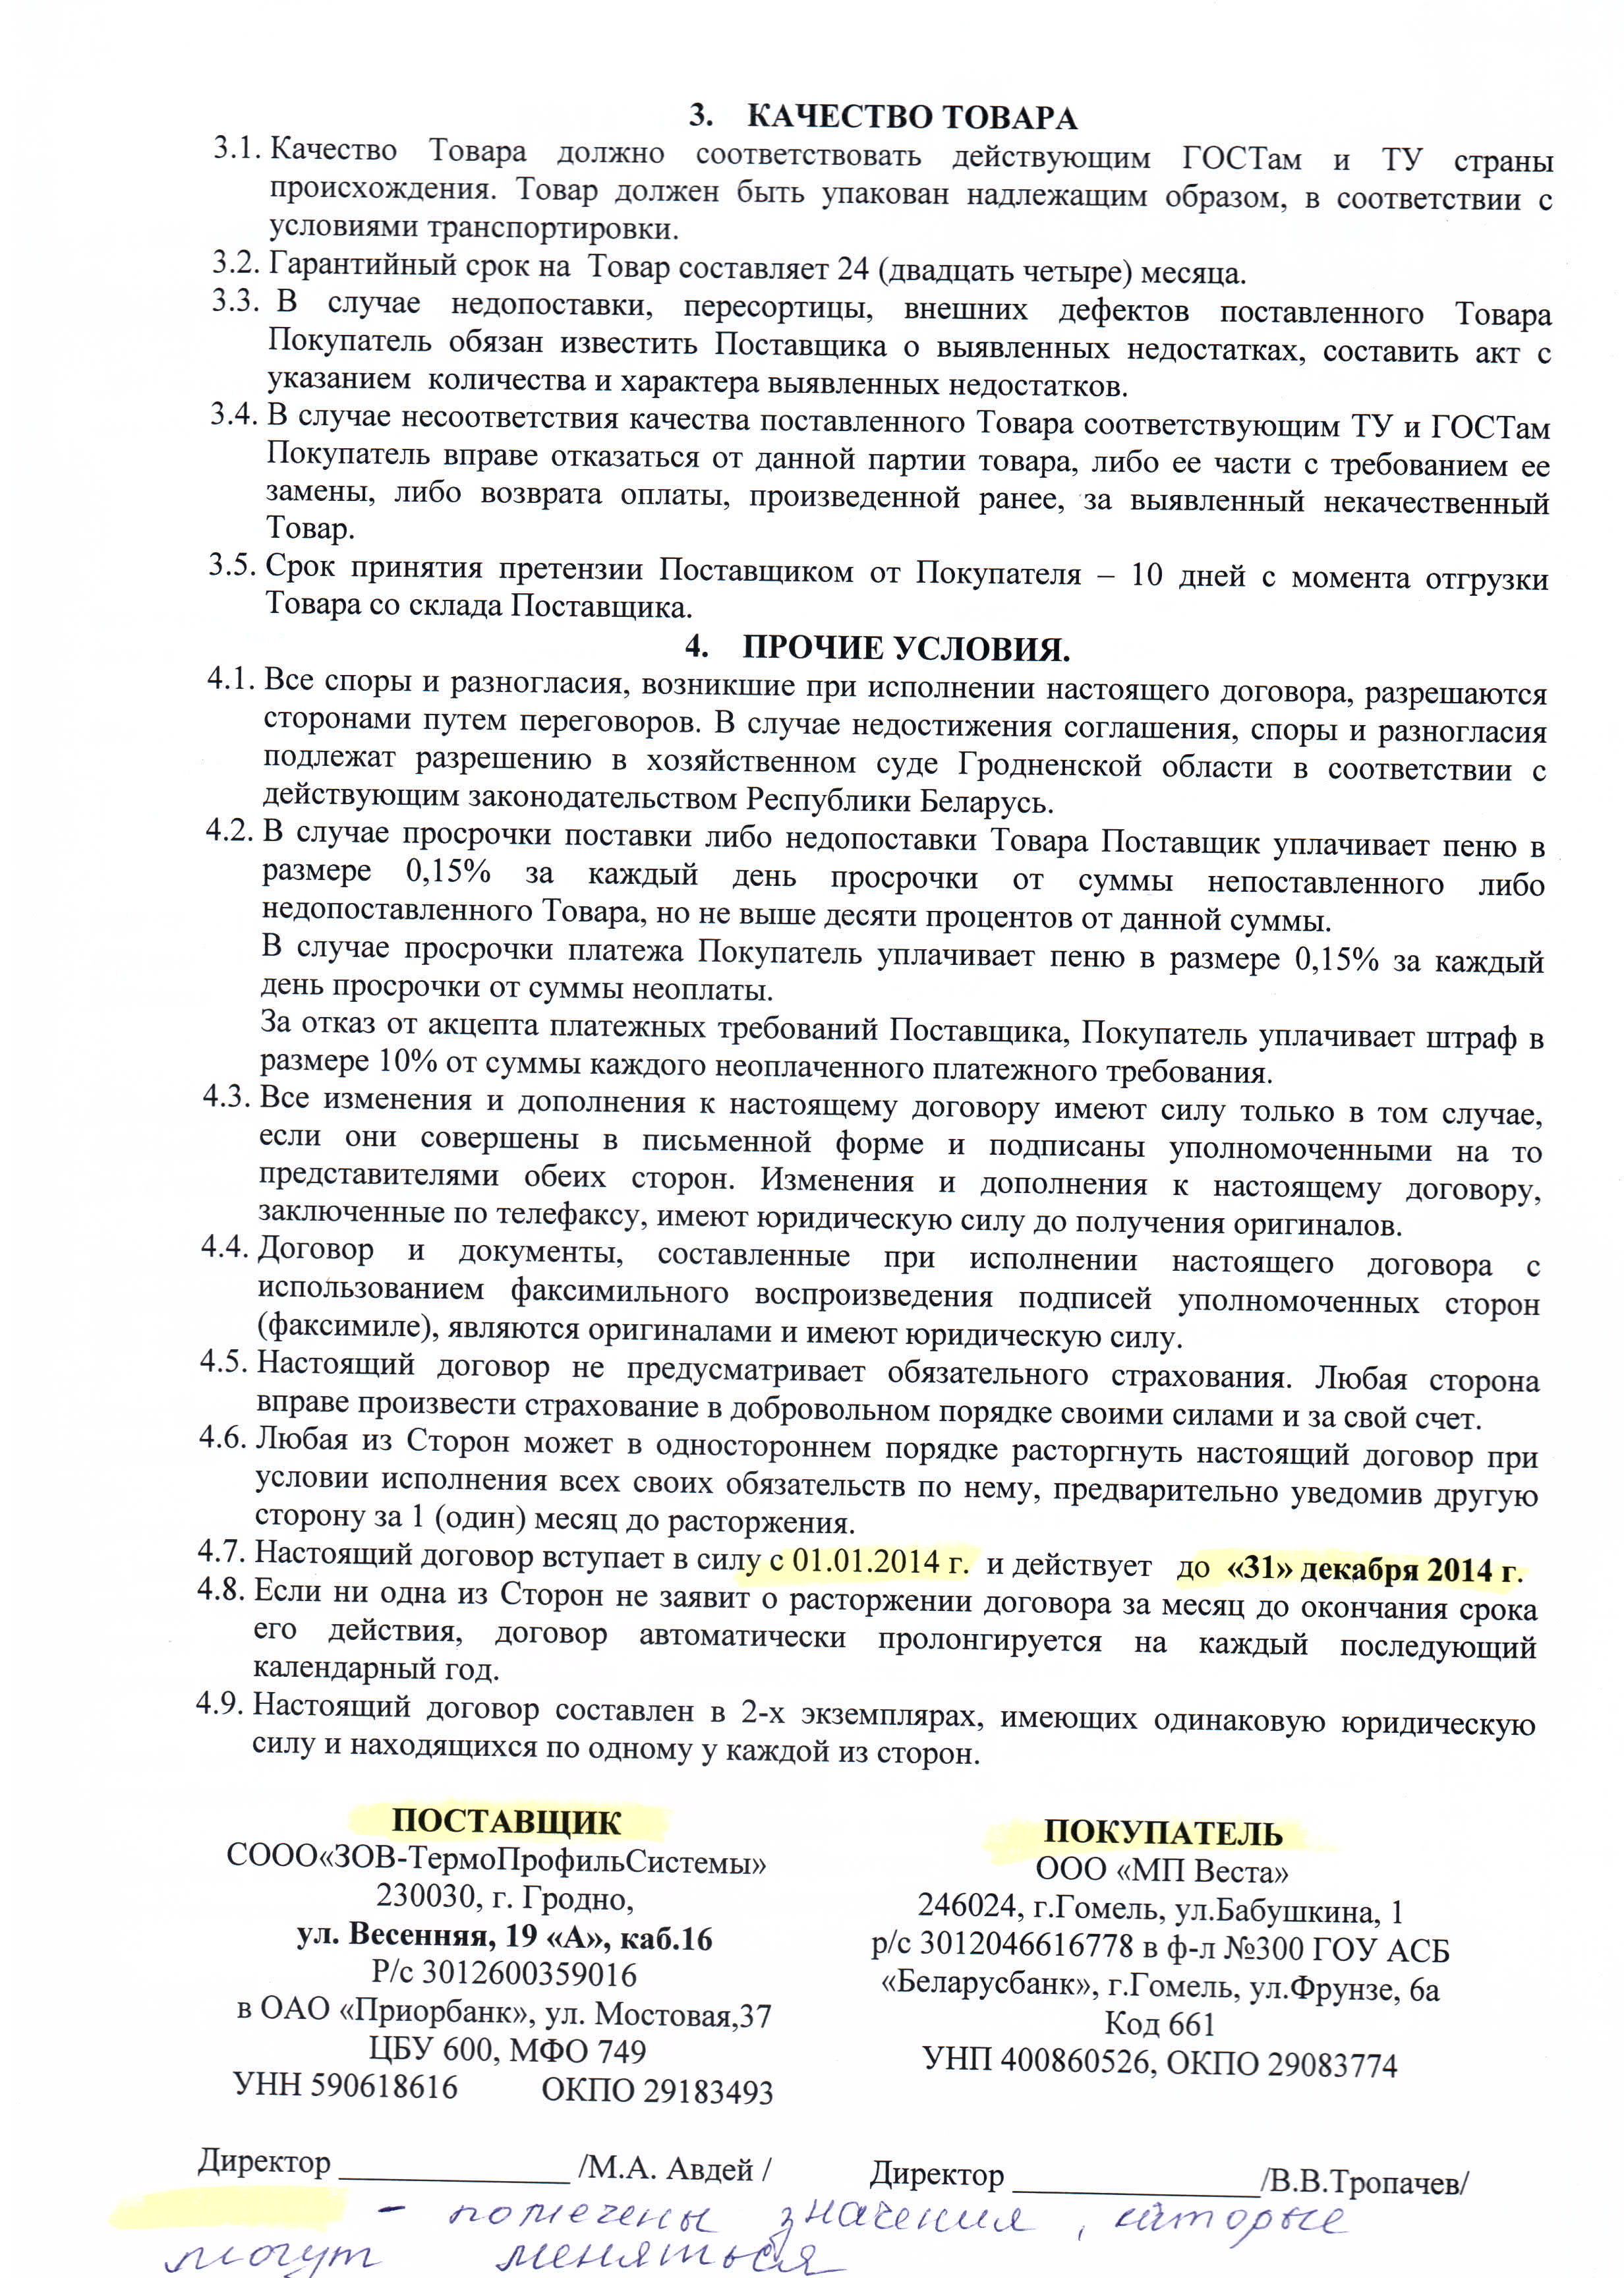 3. КАЧЕСТВО ТОВАРА
3.1. Качество Товара должно соответствовать действующим ГОСТам и ТУ страны
происхождения. Товар должен быть упакован надлежащим образом, в соответствии с
условиями транспортировки.
3.2. Гарантийный срок на Товар составляет 24 (двадцать четыре) месяца.
3.3. В случае недопоставки, пересортицы, внешних дефектов поставленного Товара
Покупатель обязан известить Поставщика о выявленных недостатках, составить акт с
указанием количества и характера выявленных недостатков.
3.4. В случае несоответствия качества поставленного Товара соответствующим ТУ и ГОСТам
Покупатель вправе отказаться от данной партии товара, либо ее части с требованием ее
замены, либо возврата оплаты, произведенной ранее, за выявленный некачественный
Товар.
3.5. Срок принятия претензии Поставщиком от Покупателя – 10 дней с момента отгрузки
Товара со склада Поставщика.
4. ПРОЧИЕ УСЛОВИЯ.
4.1. Все споры и разногласия, возникшие при исполнении настоящего договора, разрешаются
сторонами путем переговоров. В случае недостижения соглашения, споры и разногласия
подлежат разрешению в хозяйственном суде Гродненской области в соответствии с
действующим законодательством Республики Беларусь.
4.2. В случае просрочки поставки либо недопоставки Товара Поставщик уплачивает пеню в
размере 0,15% за каждый день просрочки от суммы непоставленного либо
недопоставленного Товара, но не выше десяти процентов от данной суммы.
В случае просрочки платежа Покупатель уплачивает пеню в размере 0,15% за каждый
день просрочки от суммы неоплаты.
За отказ от акцепта платежных требований Поставщика, Покупатель уплачивает штраф в
размере 10% от суммы каждого неоплаченного платежного требования.
4.3. Все изменения и дополнения к настоящему договору имеют силу только в том случае,
если они совершены в письменной форме и подписаны уполномоченными на то
представителями обеих сторон. Изменения и дополнения к настоящему договору,
заключенные по телефаксу, имеют юридическую силу до получения оригиналов.
4.4. Договор и документы, составленные при исполнении настоящего договора с
использованием факсимильного воспроизведения подписей уполномоченных сторон
(факсимиле), являются оригиналами и имеют юридическую силу.
4.5. Настоящий договор не предусматривает обязательного страхования. Любая сторона
вправе произвести страхование в добровольном порядке своими силами и за свой счет.
4.6. Любая из Сторон может в одностороннем порядке расторгнуть настоящий договор при
условии исполнения всех своих обязательств по нему, предварительно уведомив другую
сторону за 1 (один) месяц до расторжения.
4.7. Настоящий договор вступает в силу с 01.01.2014 г. и действует до «31» декабря 2014 г.
4.8. Если ни одна из Сторон не заявит о расторжении договора за месяц до окончания срока
его действия, договор автоматически пролонгируется на каждый последующий
календарный год.
4.9. Настоящий договор составлен в 2-х экземплярах, имеющих одинаковую юридическую
силу и находящихся по одному у каждой из сторон.
ПОСТАВЩИК
СООО«ЗОВ-ТермоПрофильСистемы»
230030, г. Гродно,
ул. Весенняя, 19 «А», каб.16
Р/с 3012600359016
в ОАО «Приорбанк», ул. Мостовая,37
ЦБУ 600, МФО 749
УНН 590618616 ОКПО 29183493
Директор ______________ /М.А. Авдей /
ПОКУПАТЕЛЬ
ООО «МП Веста»
246024, г.Гомель, ул.Бабушкина, 1
р/с 3012046616778 в ф-л №300 ГОУ АСБ
«Беларусбанк», г.Гомель, ул.Фрунзе, 6а
Код 661
УНП 400860526, ОКПО 29083774
Директор _______________/В.В.Тропачев/
- помечены значения, которые
могут меняться